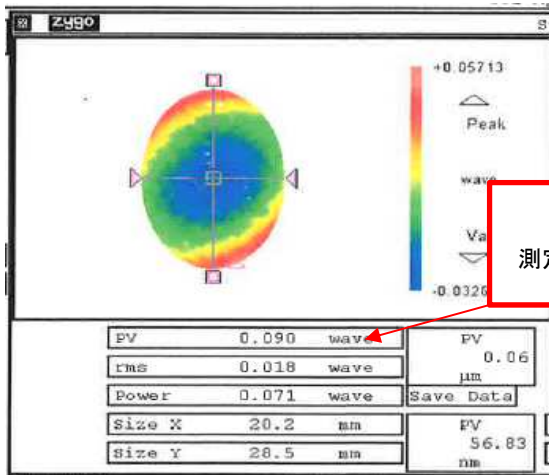 zygo
+0.05713
Peak
wave
Va
測定
-0.0326
PV 0.090 wave
rms 0.018 wave
Power 0.071 wave
Size X 20.2 mm
Size Y 28.5 mm
PV
0.06
μm
Save Data
PV
56.83
nm